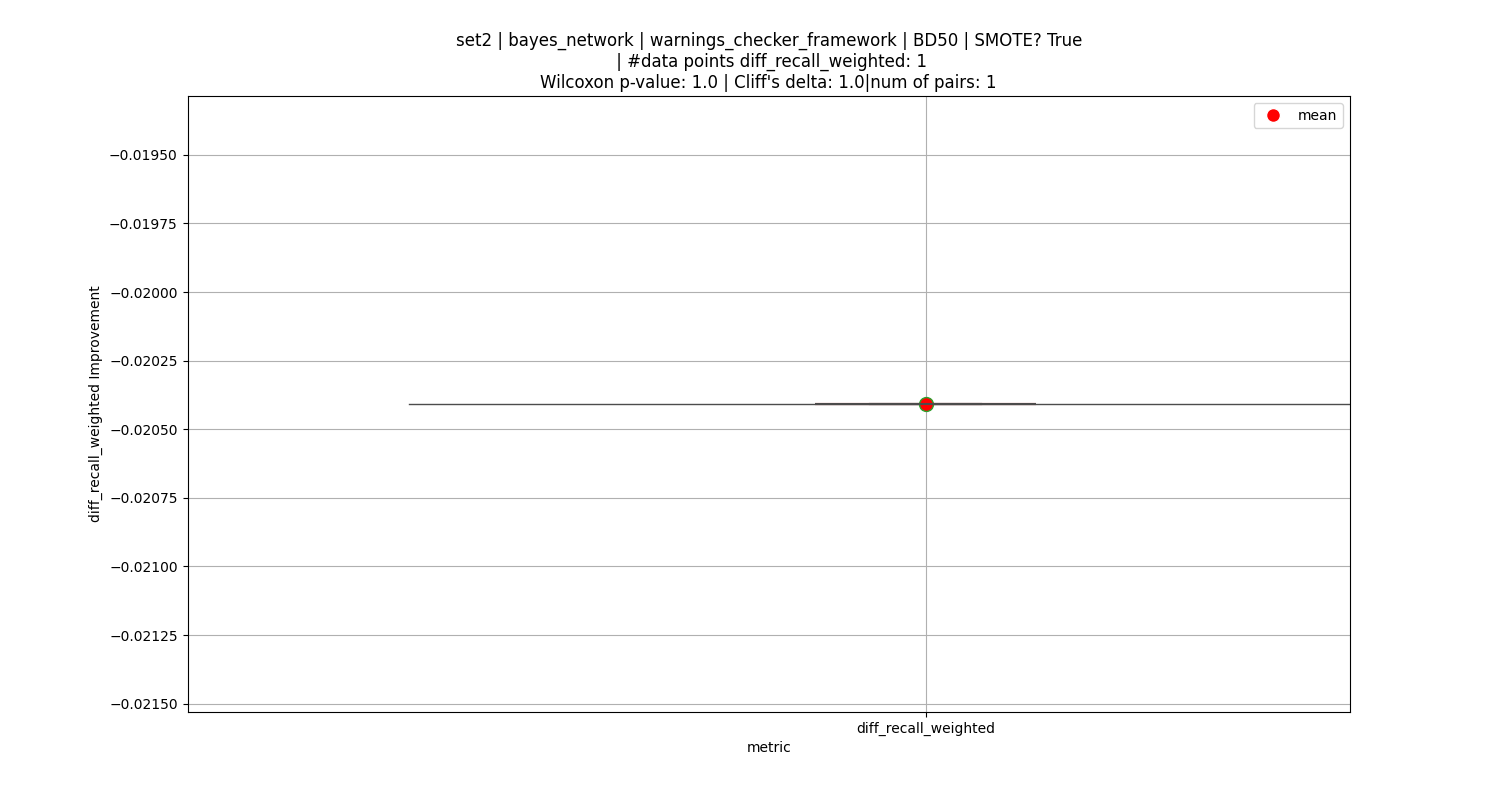 set2 | bayes_network | warnings_checker_framework | BD50 | SMOTE? True
| #data points diff_recall_weighted: 1
Wilcoxon p-value: 1.0 | Cliff's delta: 1.0|num of pairs: 1
mean
−0.01950
−0.01975
−0.02000
−0.02025
−0.02050
−0.02075
−0.02100
−0.02125
−0.02150
diff_recall_weighted Improvement
diff_recall_weighted
metric